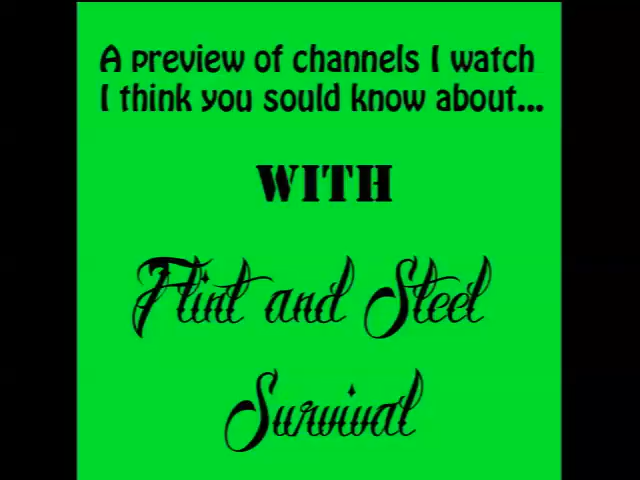 A preview of channels I watch
I think you sould know about...
WITH
Flint and Steel
Survival